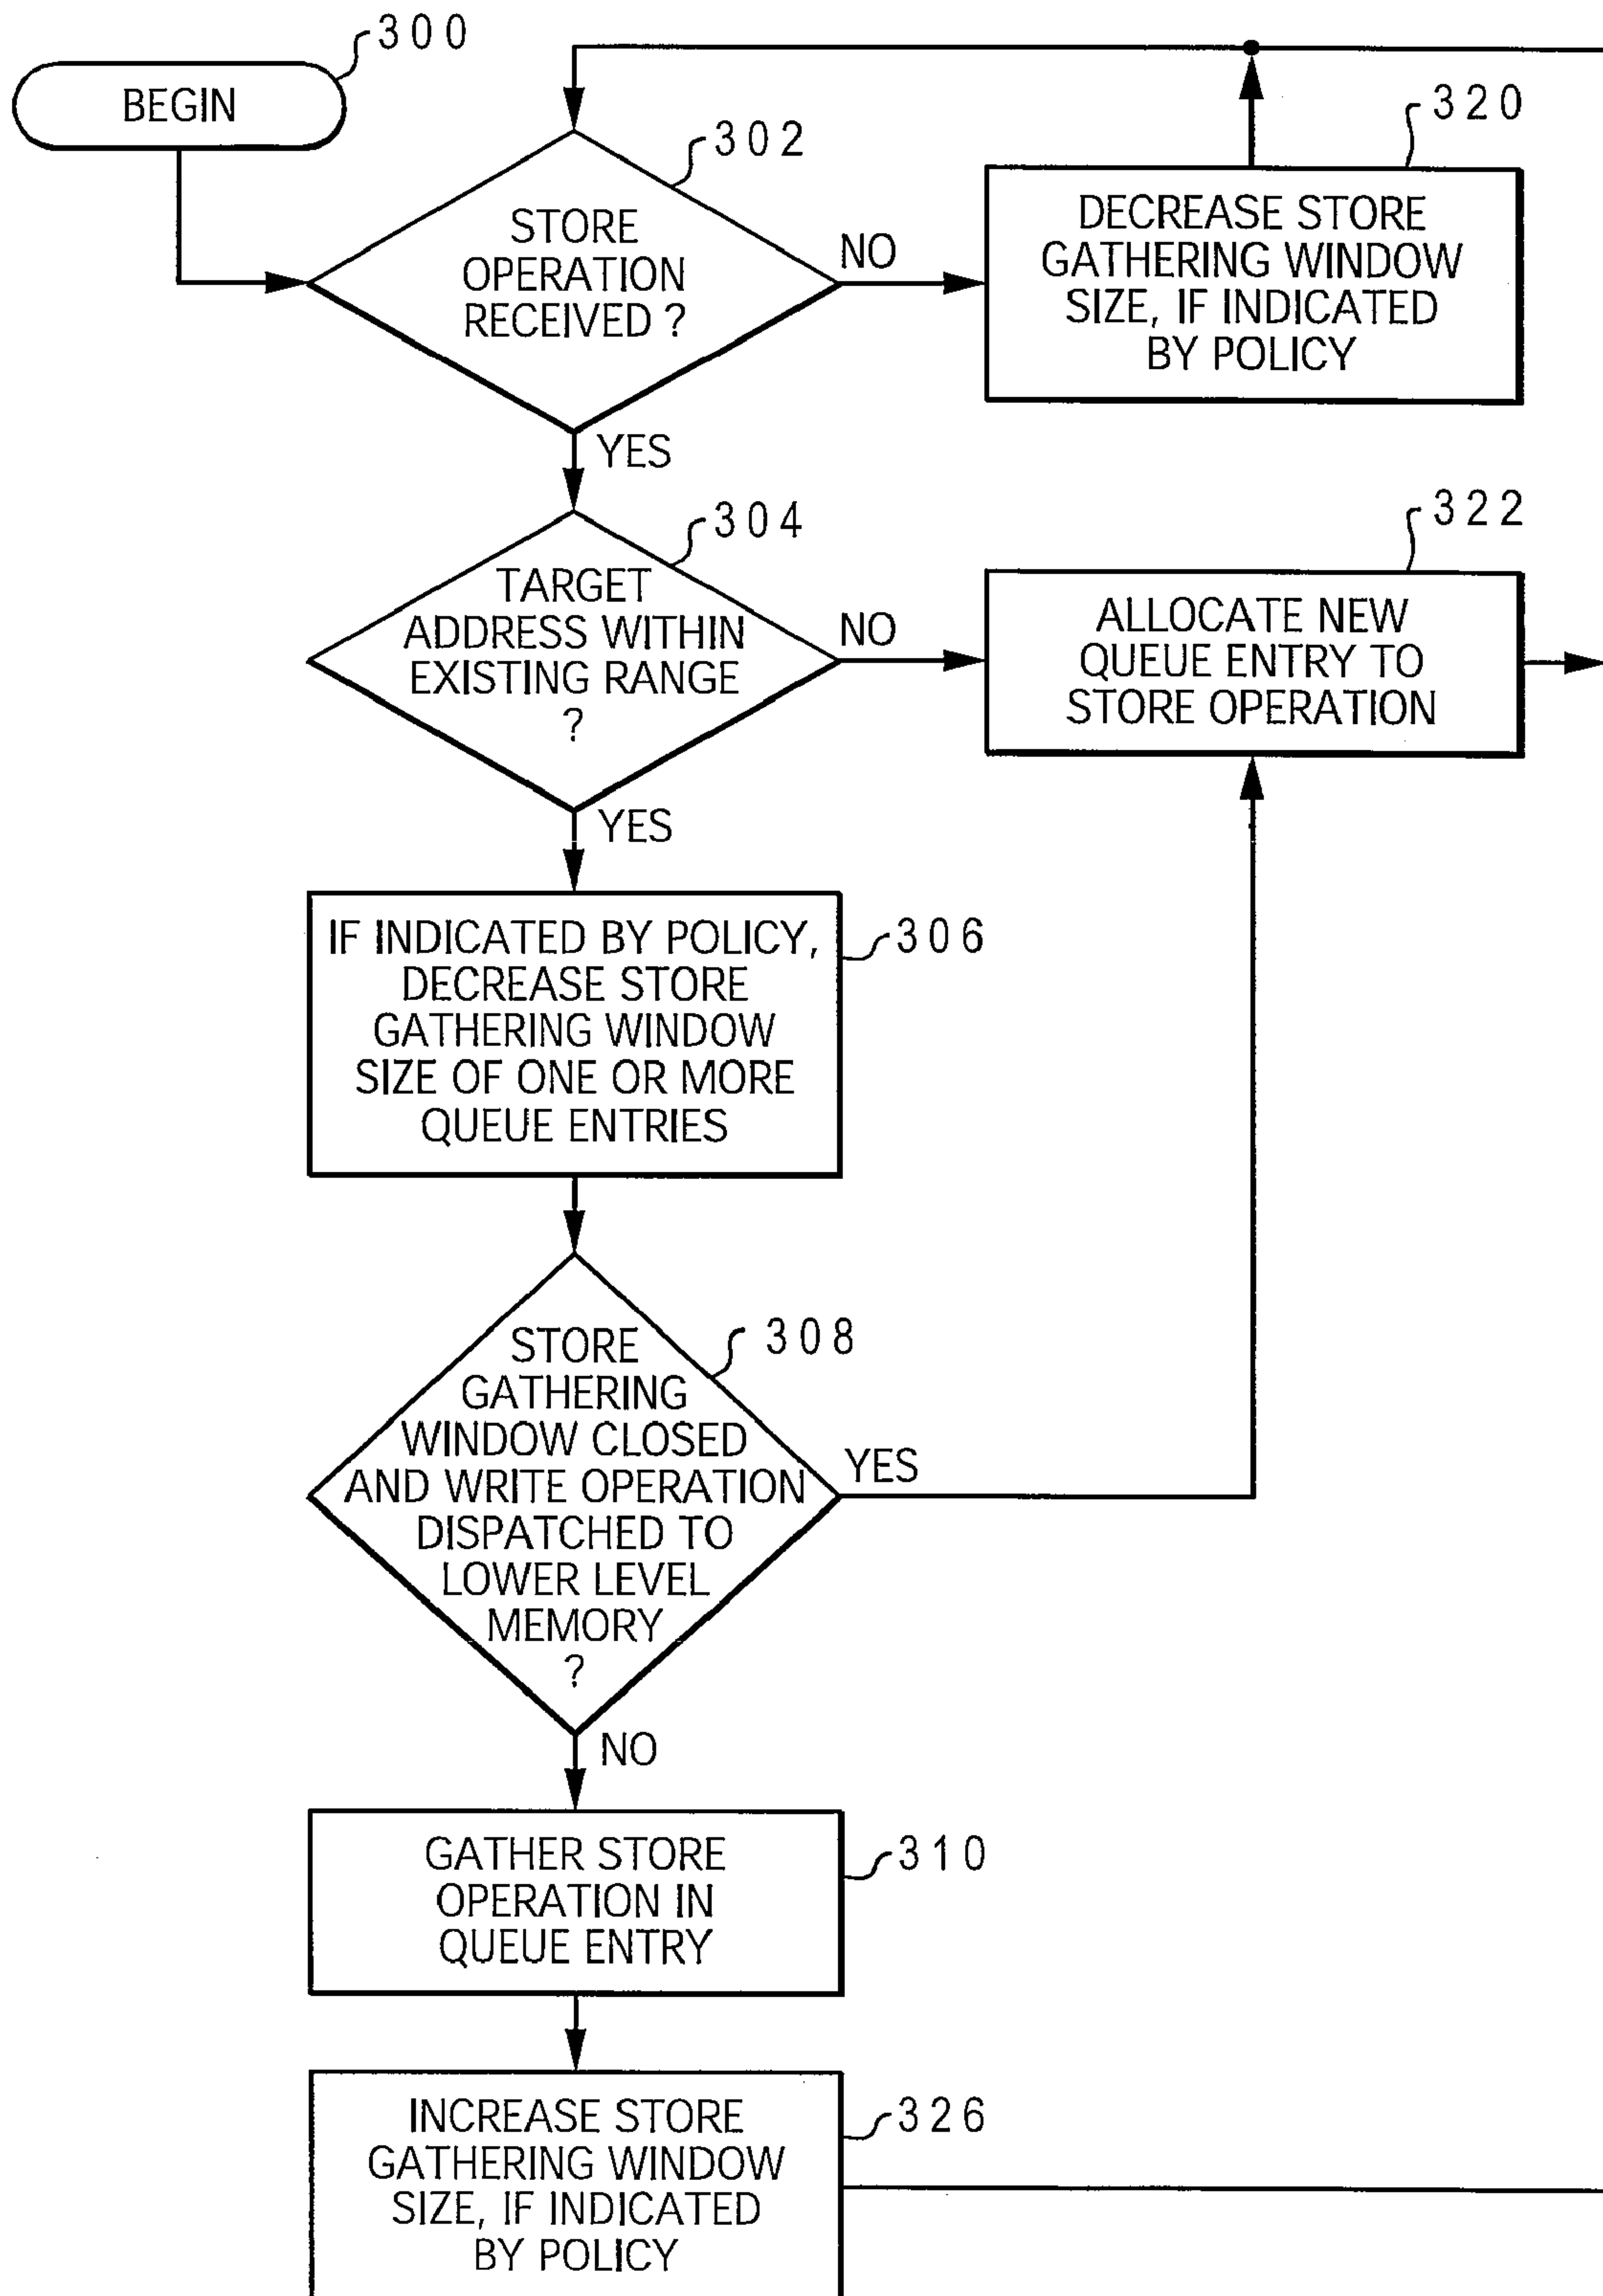 300
BEGIN
302
STORE
OPERATION
RECEIVED ?
NO
320
DECREASE STORE
GATHERING WINDOW
SIZE, IF INDICATED
BY POLICY
YES
304
TARGET
ADDRESS WITHIN
EXISTING RANGE
?
NO
322
ALLOCATE NEW
QUEUE ENTRY TO
STORE OPERATION
YES
IF INDICATED BY POLICY,
DECREASE STORE
GATHERING WINDOW
SIZE OF ONE OR MORE
QUEUE ENTRIES
306
STORE
GATHERING
WINDOW CLOSED
AND WRITE OPERATION
DISPATCHED TO
LOWER LEVEL
MEMORY
?
308
YES
NO
GATHER STORE
OPERATION IN
QUEUE ENTRY
310
INCREASE STORE
GATHERING WINDOW
SIZE, IF INDICATED
BY POLICY
326